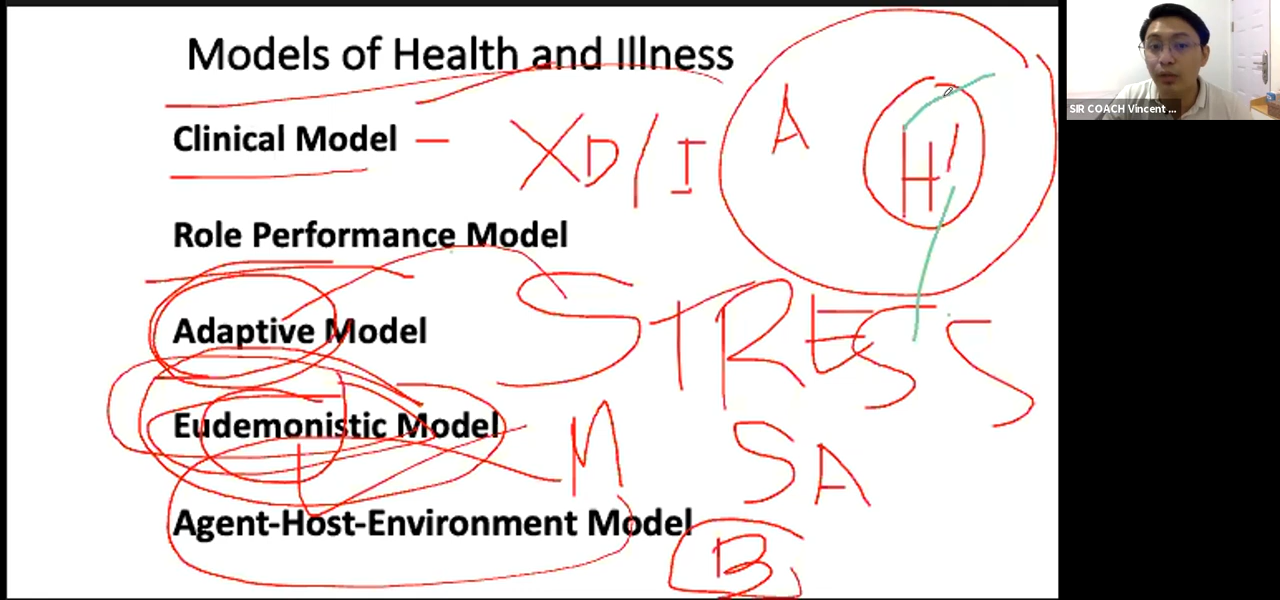 Models of Health and Illness
Clinical Model – XD/I
A
H
Role Performance Model
Adaptive Model STRESS
Eudemonistic Model M SA
Agent-Host-Environment Model B
SIR COACH Vincent ...